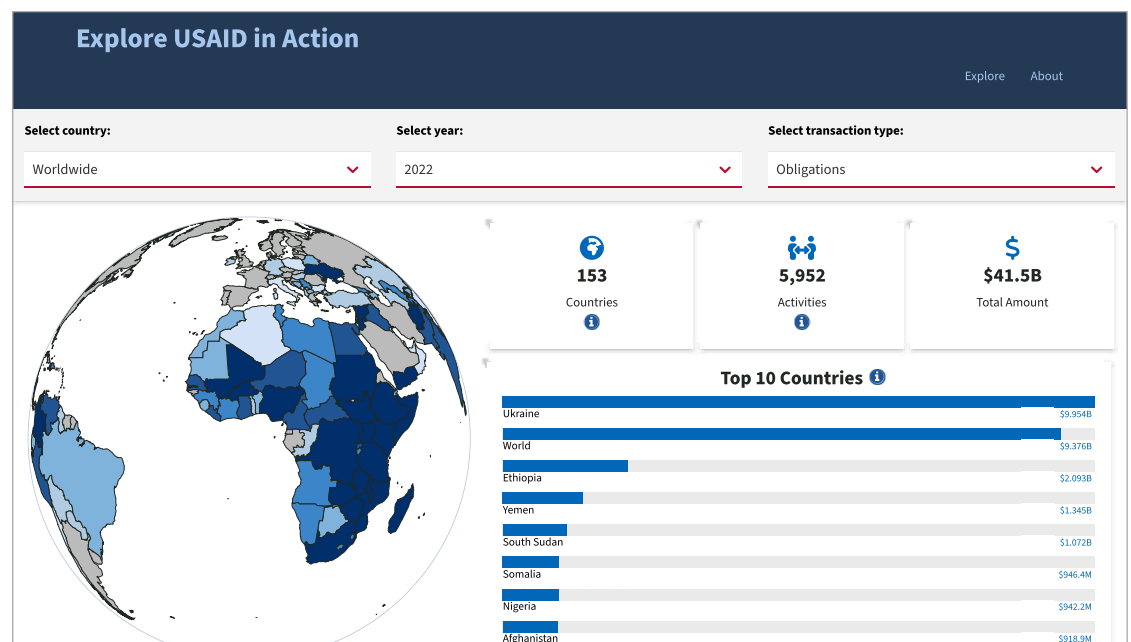 Explore USAID in Action
Explore About
Select country:
Select year:
Select transaction type:
Worldwide
2022
Obligations
153
Countries
5,952
Activities
$41.5B
Total Amount
Top 10 Countries
Ukraine $9.954B
World $9.376B
Ethiopia $2.093B
Yemen $1.345B
South Sudan $1.072B
Somalia $946.4M
Nigeria $942.2M
Afghanistan $918.9M